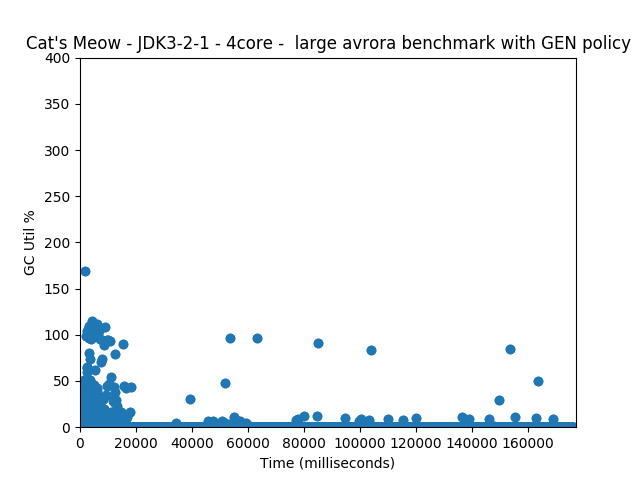 Cat's Meow - JDK3-2-1 - 4core -  large avrora benchmark with GEN policy
400
350
300
250
200
150
100
50
0
GC Util %
0 20000 40000 60000 80000 100000 120000 140000 160000
Time (milliseconds)